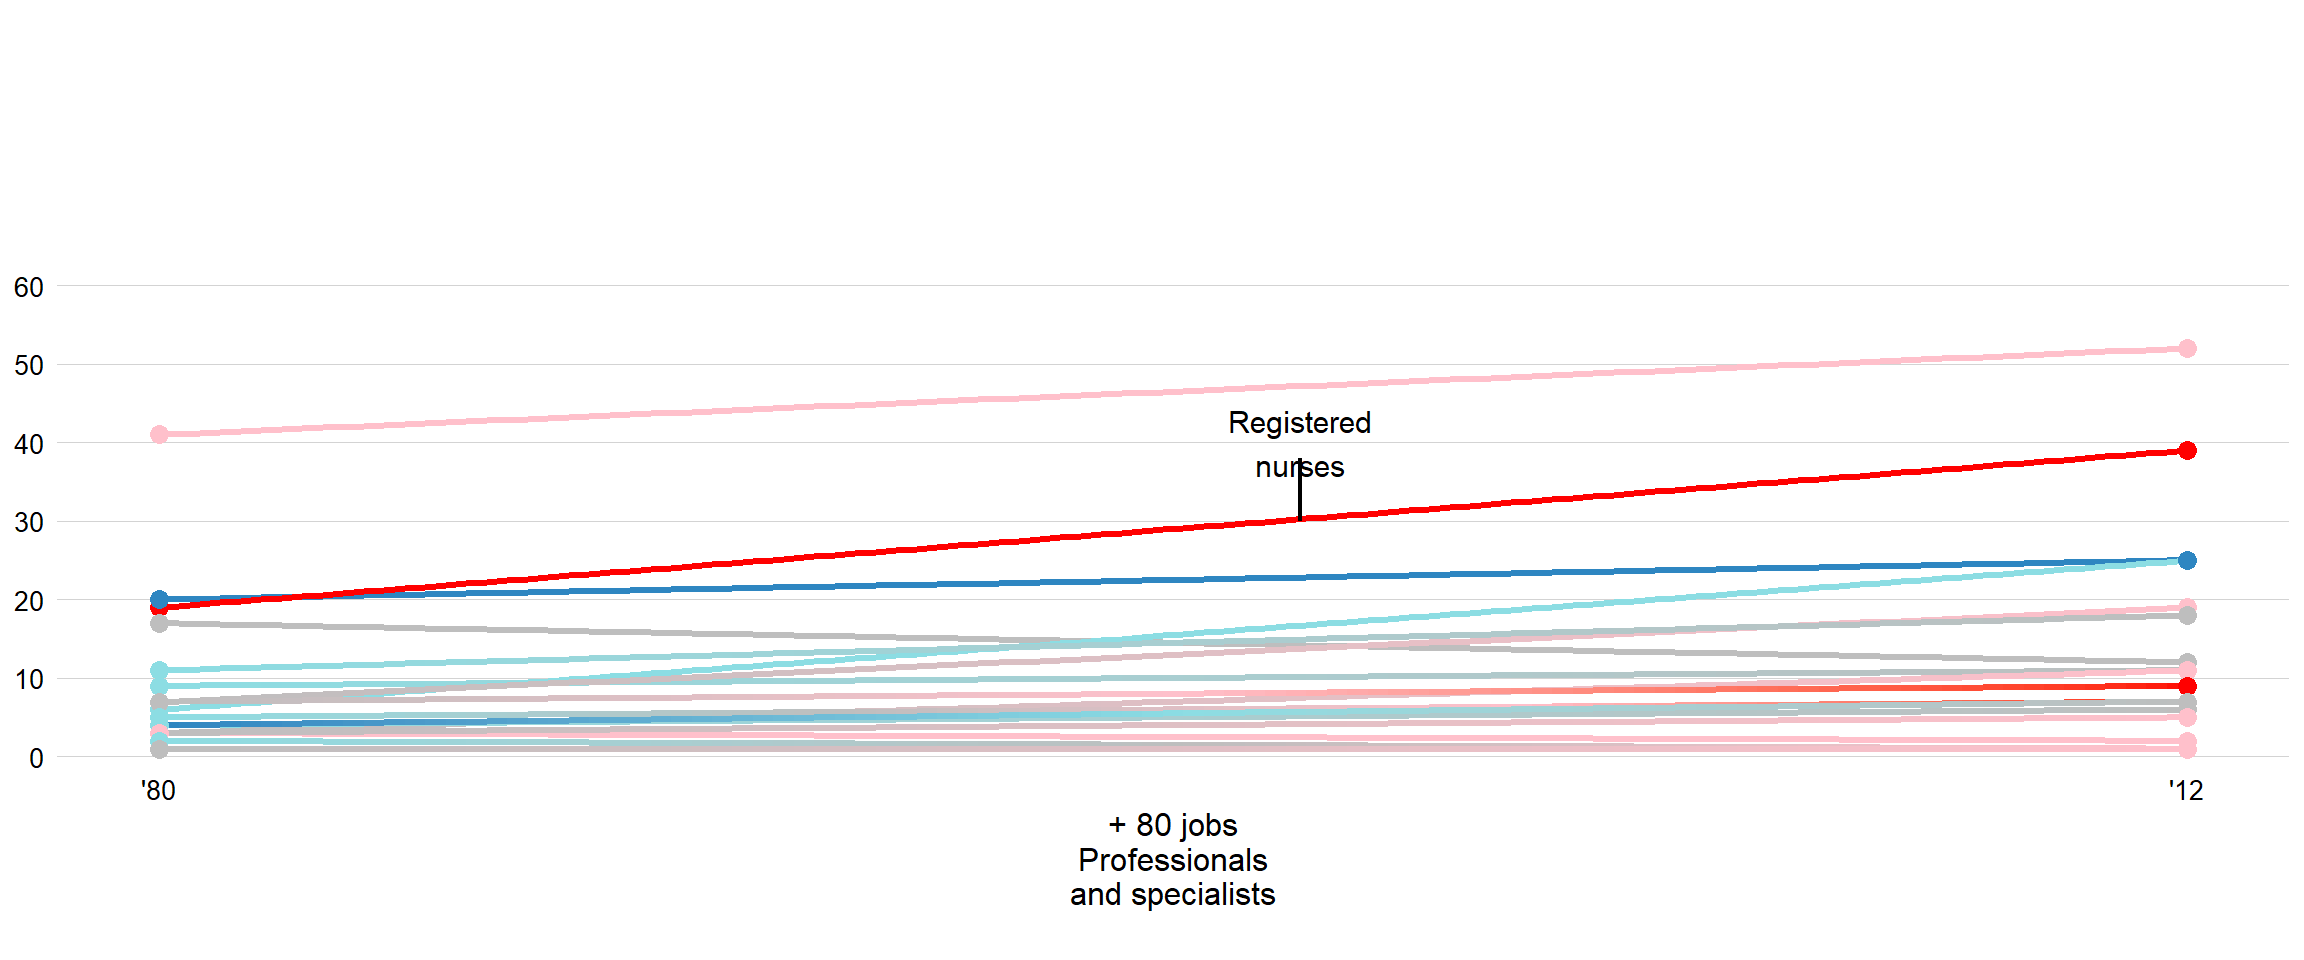 60
50
Registered
40
nurses
30
20
10
0
'80
'12
+ 80 jobs
Professionals
and specialists